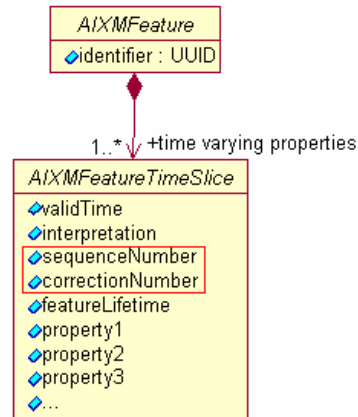 AIXMFeature
identifier : UUID
1..* +time varying properties
AIXMFeatureTimeSlice
validTime
interpretation
sequenceNumber
correctionNumber
featureLifetime
property1
property2
property3
...